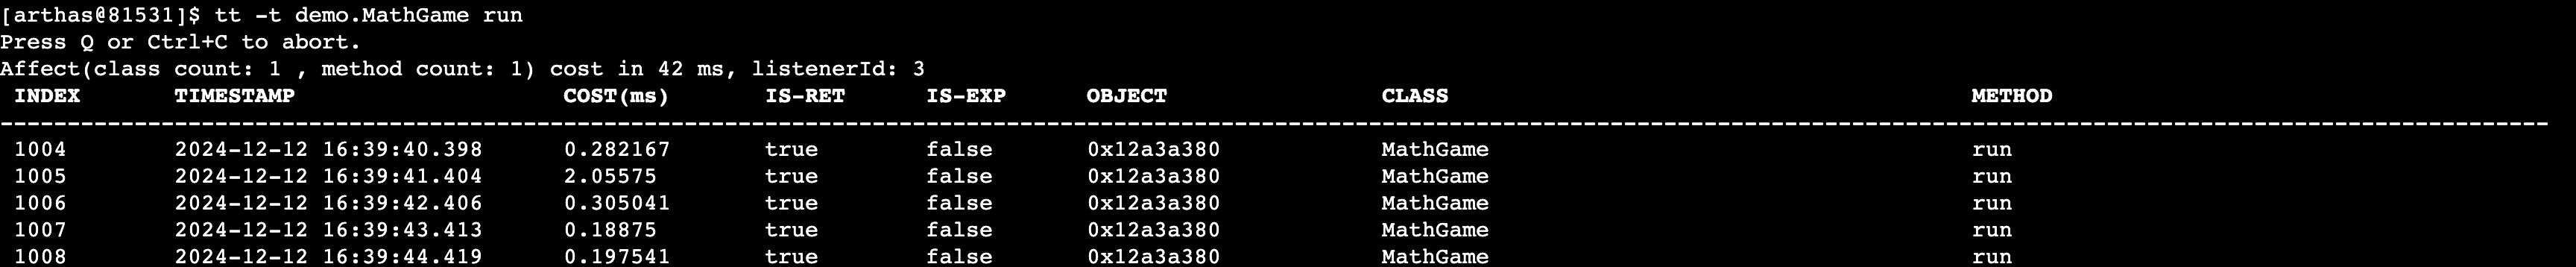 [arthas@81531]$ tt -t demo.MathGame run
Press Q or Ctrl+C to abort.
Affect(class count: 1 , method count: 1) cost in 42 ms, listenerId: 3
INDEX TIMESTAMP COST(ms) IS-RET IS-EXP OBJECT CLASS METHOD
1004 2024-12-12 16:39:40.398 0.282167 true false 0x12a3a380 MathGame run
1005 2024-12-12 16:39:41.404 2.05575 true false 0x12a3a380 MathGame run
1006 2024-12-12 16:39:42.406 0.305041 true false 0x12a3a380 MathGame run
1007 2024-12-12 16:39:43.413 0.18875 true false 0x12a3a380 MathGame run
1008 2024-12-12 16:39:44.419 0.197541 true false 0x12a3a380 MathGame run